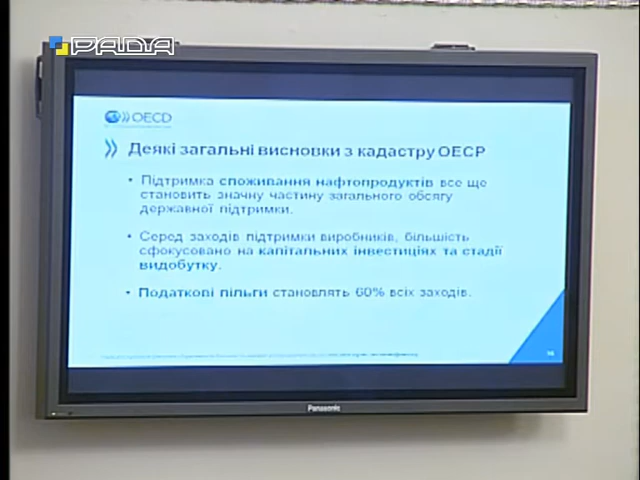 РАДА
OECD
Деякі загальні висновки з кадастру ОЕСР
• Підтримка споживання нафтопродуктів все ще
становить значну частину загального обсягу
державної підтримки.
• Серед заходів підтримки виробників, більшість
сфокусовано на капітальних інвестиціях та стадії
видобутку.
• Податкові пільги становлять 60% всіх заходів.
Panasonic